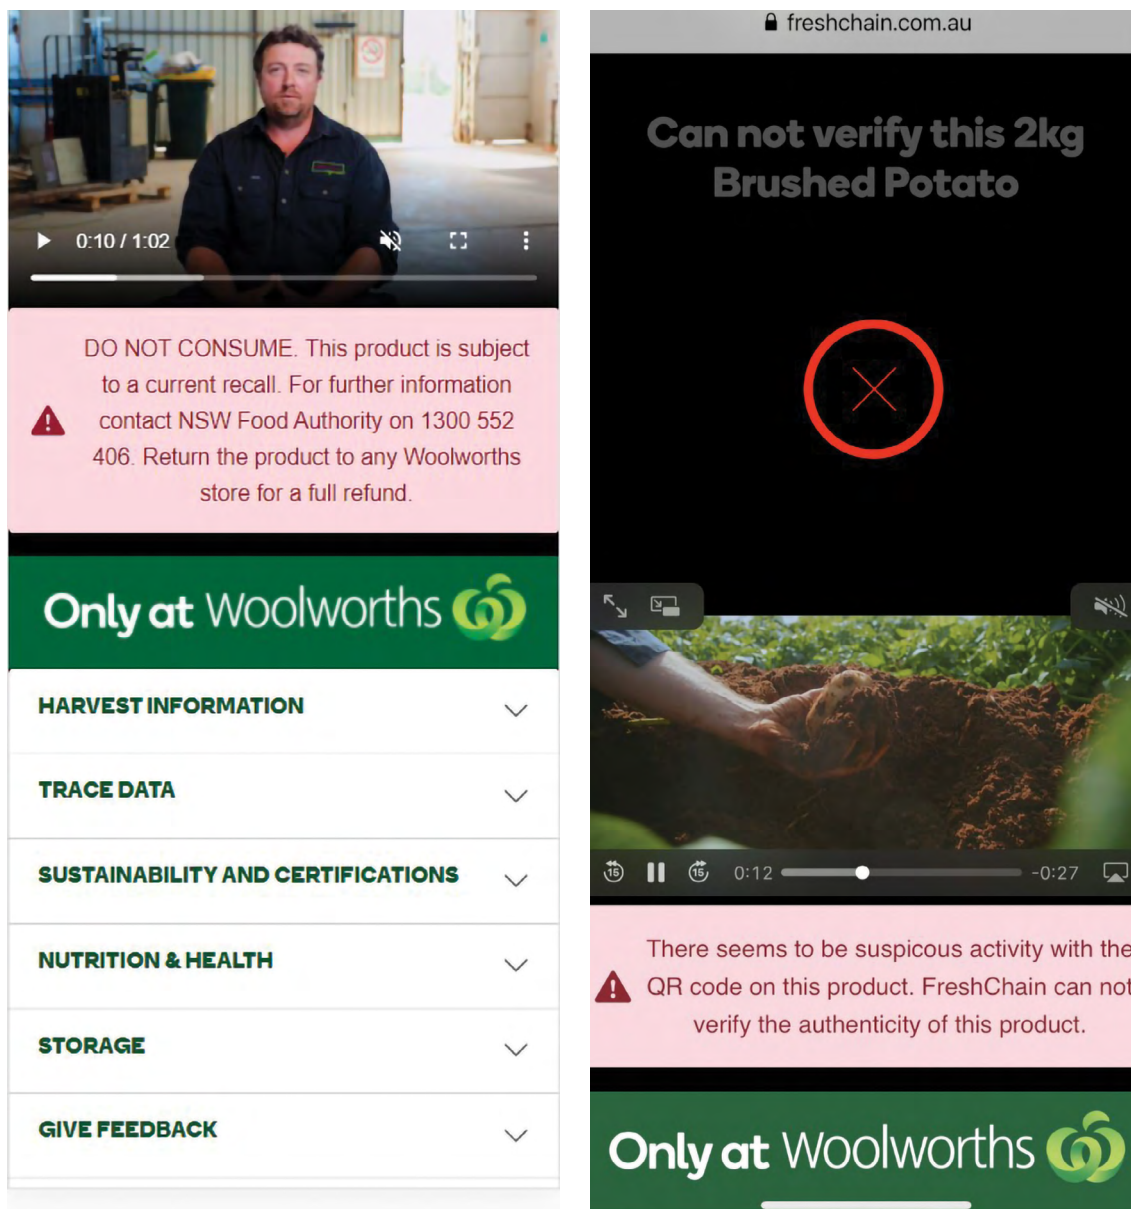 0:10 / 1:02
DO NOT CONSUME. This product is subject
to a current recall. For further information
contact NSW Food Authority on 1300 552
406. Return the product to any Woolworths
store for a full refund.
Only at Woolworths
HARVEST INFORMATION
TRACE DATA
SUSTAINABILITY AND CERTIFICATIONS
NUTRITION & HEALTH
STORAGE
GIVE FEEDBACK
freshchain.com.au
Can not verify this 2kg
Brushed Potato
15
15
0:12
-0:27
There seems to be suspicous activity with the
QR code on this product. FreshChain can not
verify the authenticity of this product.
Only at Woolworths